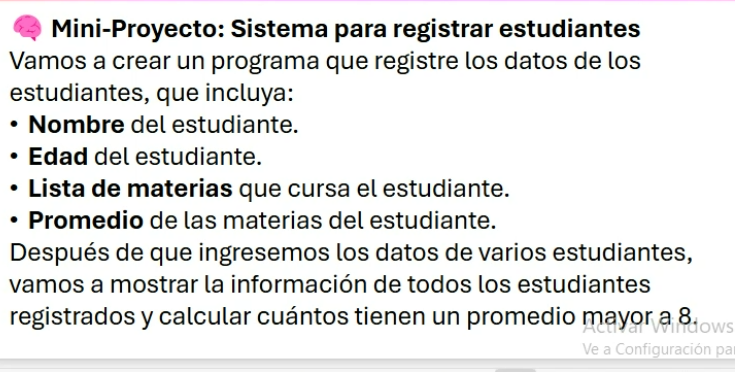 Mini-Proyecto: Sistema para registrar estudiantes
Vamos a crear un programa que registre los datos de los
estudiantes, que incluya:
• Nombre del estudiante.
• Edad del estudiante.
• Lista de materias que cursa el estudiante.
• Promedio de las materias del estudiante.
Después de que ingresemos los datos de varios estudiantes,
vamos a mostrar la información de todos los estudiantes
registrados y calcular cuántos tienen un promedio mayor a 8.
Activar Windows
Ve a Configuración pa